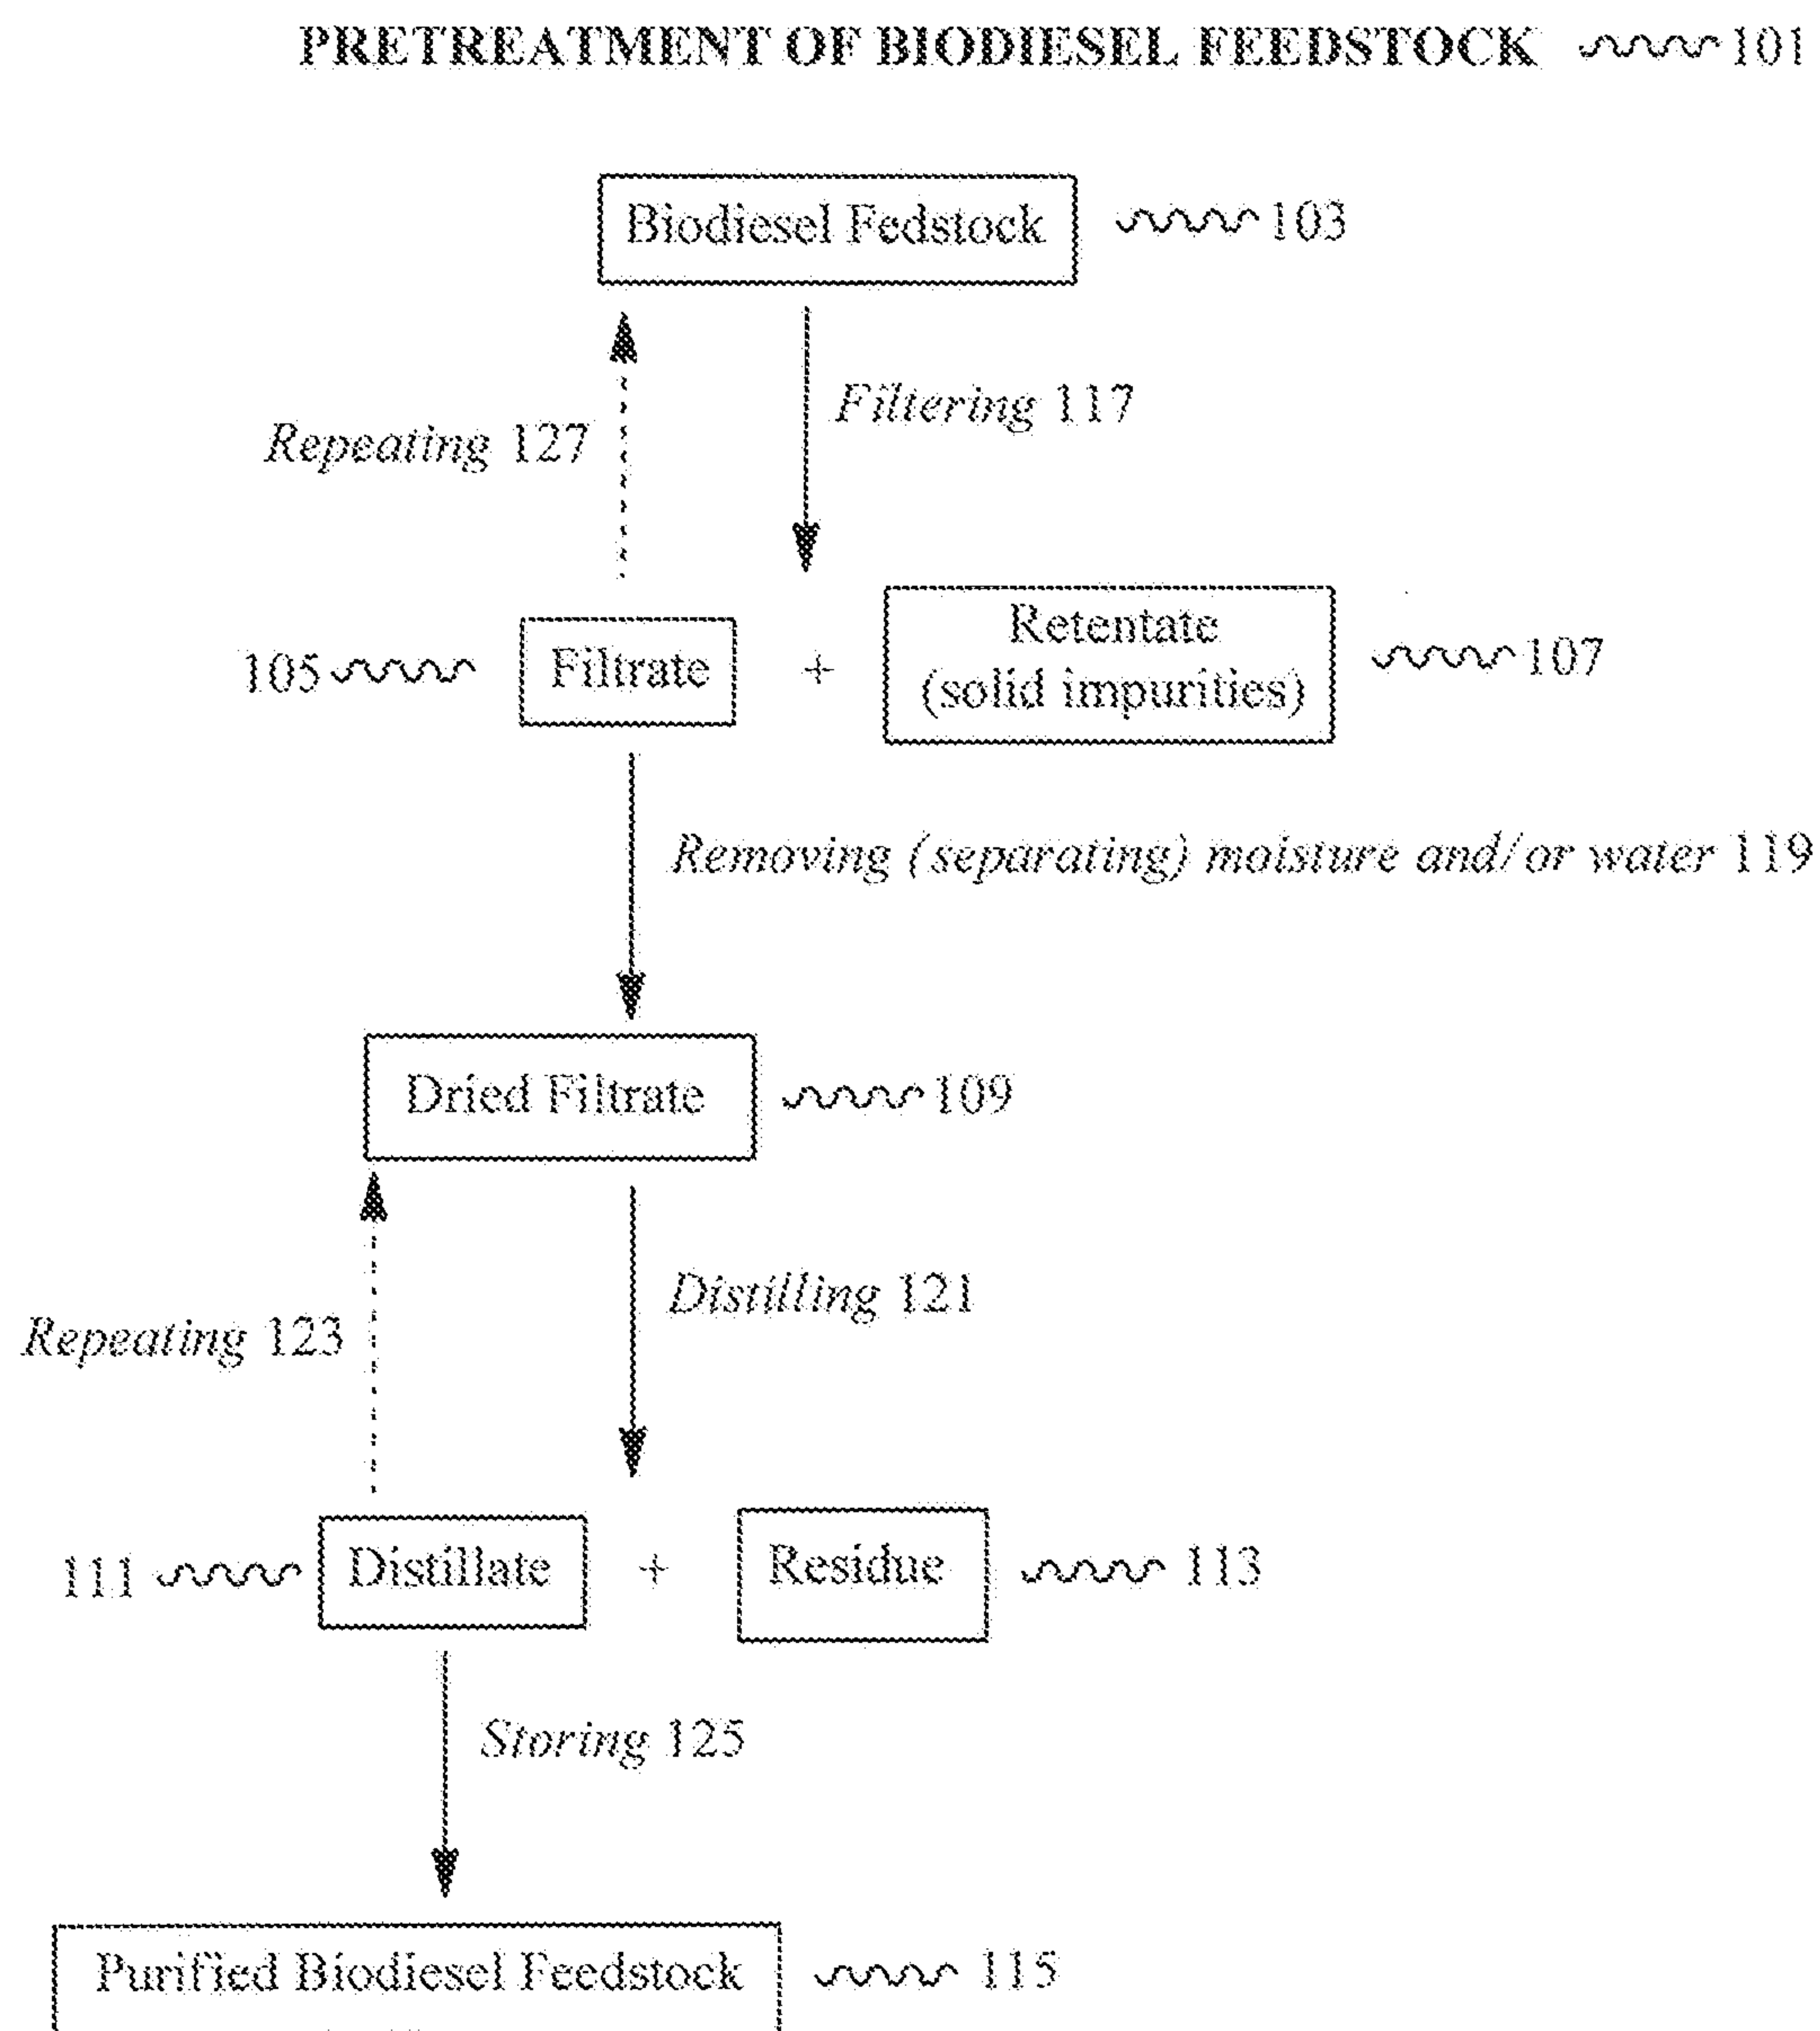 PRETREATMENT OF BIODIESEL FEEDSTOCK 101
Biodiesel Fedstock 103
Filtering 117
Repeating 127
Retentate
105 Filtrate + (solid impurities) 107
Removing (separating) moisture and/or water 119
Dried Filtrate 109
Distilling 121
Repeating 123
111 Distillate + Residue 113
Storing 125
Purified Biodiesel Feedstock 115